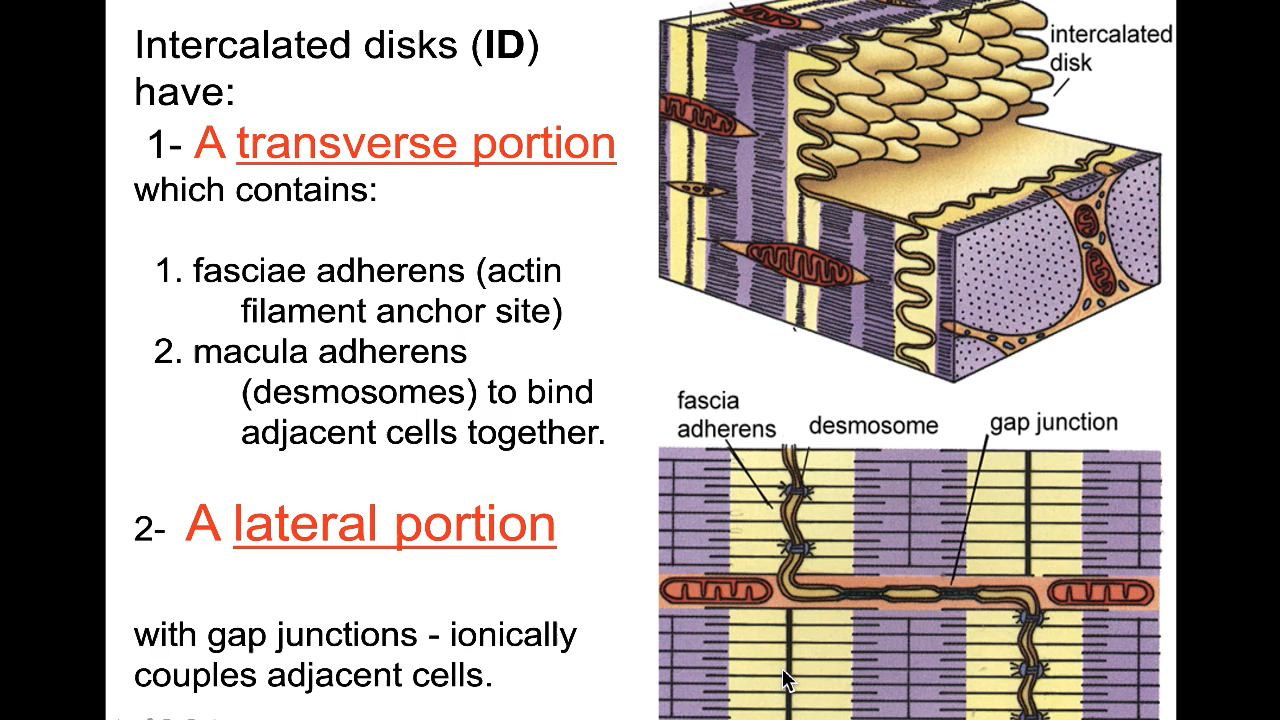 Intercalated disks (ID)
have:
1- A transverse portion
which contains:
1. fasciae adherens (actin
filament anchor site)
2. macula adherens
(desmosomes) to bind
adjacent cells together.
2- A lateral portion
with gap junctions - ionically
couples adjacent cells.
intercalated
disk
fascia
adherens
desmosome
gap junction